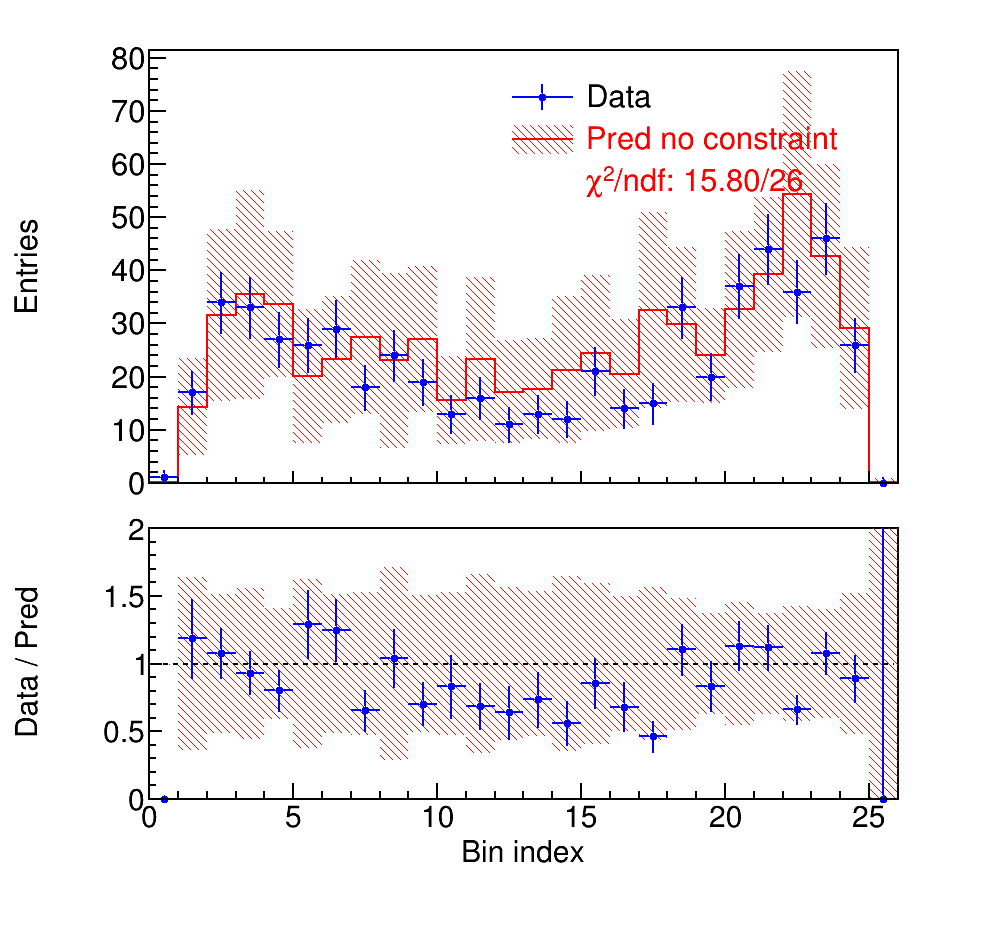 80
70
60
50
40
30
20
10
0
Entries
Data
Pred no constraint
χ²/ndf: 15.80/26
2
1.5
1
0.5
0
Data / Pred
0 5 10 15 20 25
Bin index